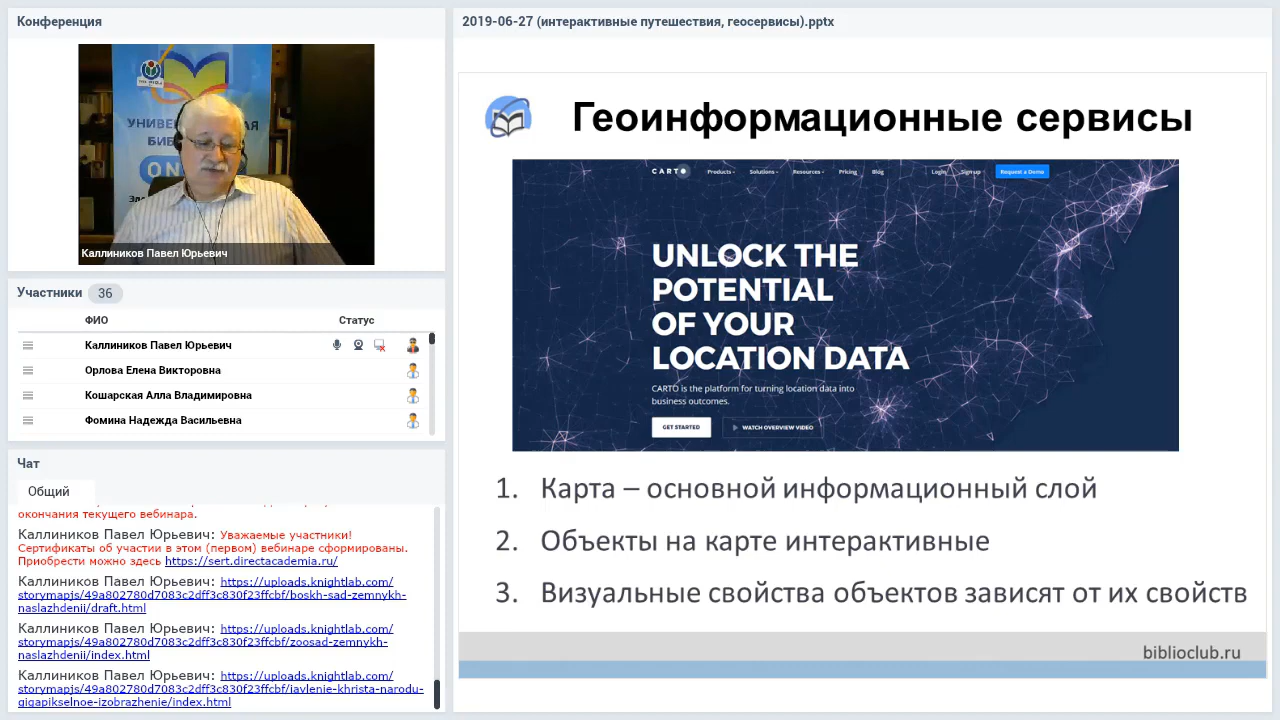 Конференция
УНИВЕ
АЯ
БИБ
ON
Каллиников Павел Юрьевич
Участники 36
ФИО Статус
Каллиников Павел Юрьевич
Орлова Елена Викторовна
Кошарская Алла Владимировна
Фомина Надежда Васильевна
Чат
Общий
окончания текущего вебинара.
Каллиников Павел Юрьевич: Уважаемые участники!
Сертификаты об участии в этом (первом) вебинаре сформированы.
Приобрести можно здесь https://sert.directacademia.ru/
Каллиников Павел Юрьевич: https://uploads.knightlab.com/
storymapjs/49a802780d7083c2dff3c830f23ffcbf/boskh-sad-zemnykh-
naslazhdenii/draft.html
Каллиников Павел Юрьевич: https://uploads.knightlab.com/
storymapjs/49a802780d7083c2dff3c830f23ffcbf/zoosad-zemnykh-
naslazhdenii/index.html
Каллиников Павел Юрьевич: https://uploads.knightlab.com/
storymapjs/49a802780d7083c2dff3c830f23ffcbf/iavlenie-khrista-narodu-
gigapikselnoe-izobrazhenie/index.html
2019-06-27 (интерактивные путешествия, геосервисы).pptx
Геоинформационные сервисы
CARTO Products Solutions Resources Pricing Blog Login Sign up Request a Demo
UNLOCK THE
POTENTIAL
OF YOUR
LOCATION DATA
CARTO is the platform for turning location data into
business outcomes.
GET STARTED WATCH OVERVIEW VIDEO
1. Карта – основной информационный слой
2. Объекты на карте интерактивные
3. Визуальные свойства объектов зависят от их свойств
biblioclub.ru